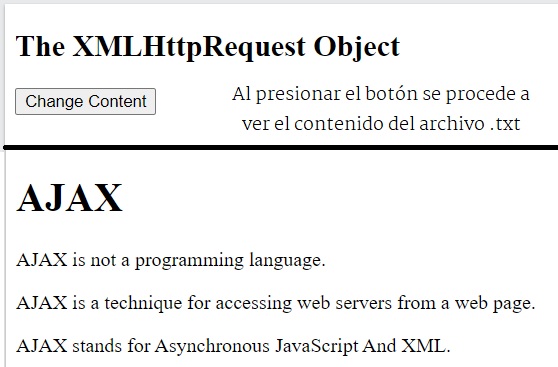 The XMLHttpRequest Object
Change Content
Al presionar el botón se procede a
ver el contenido del archivo .txt
AJAX
AJAX is not a programming language.
AJAX is a technique for accessing web servers from a web page.
AJAX stands for Asynchronous JavaScript And XML.